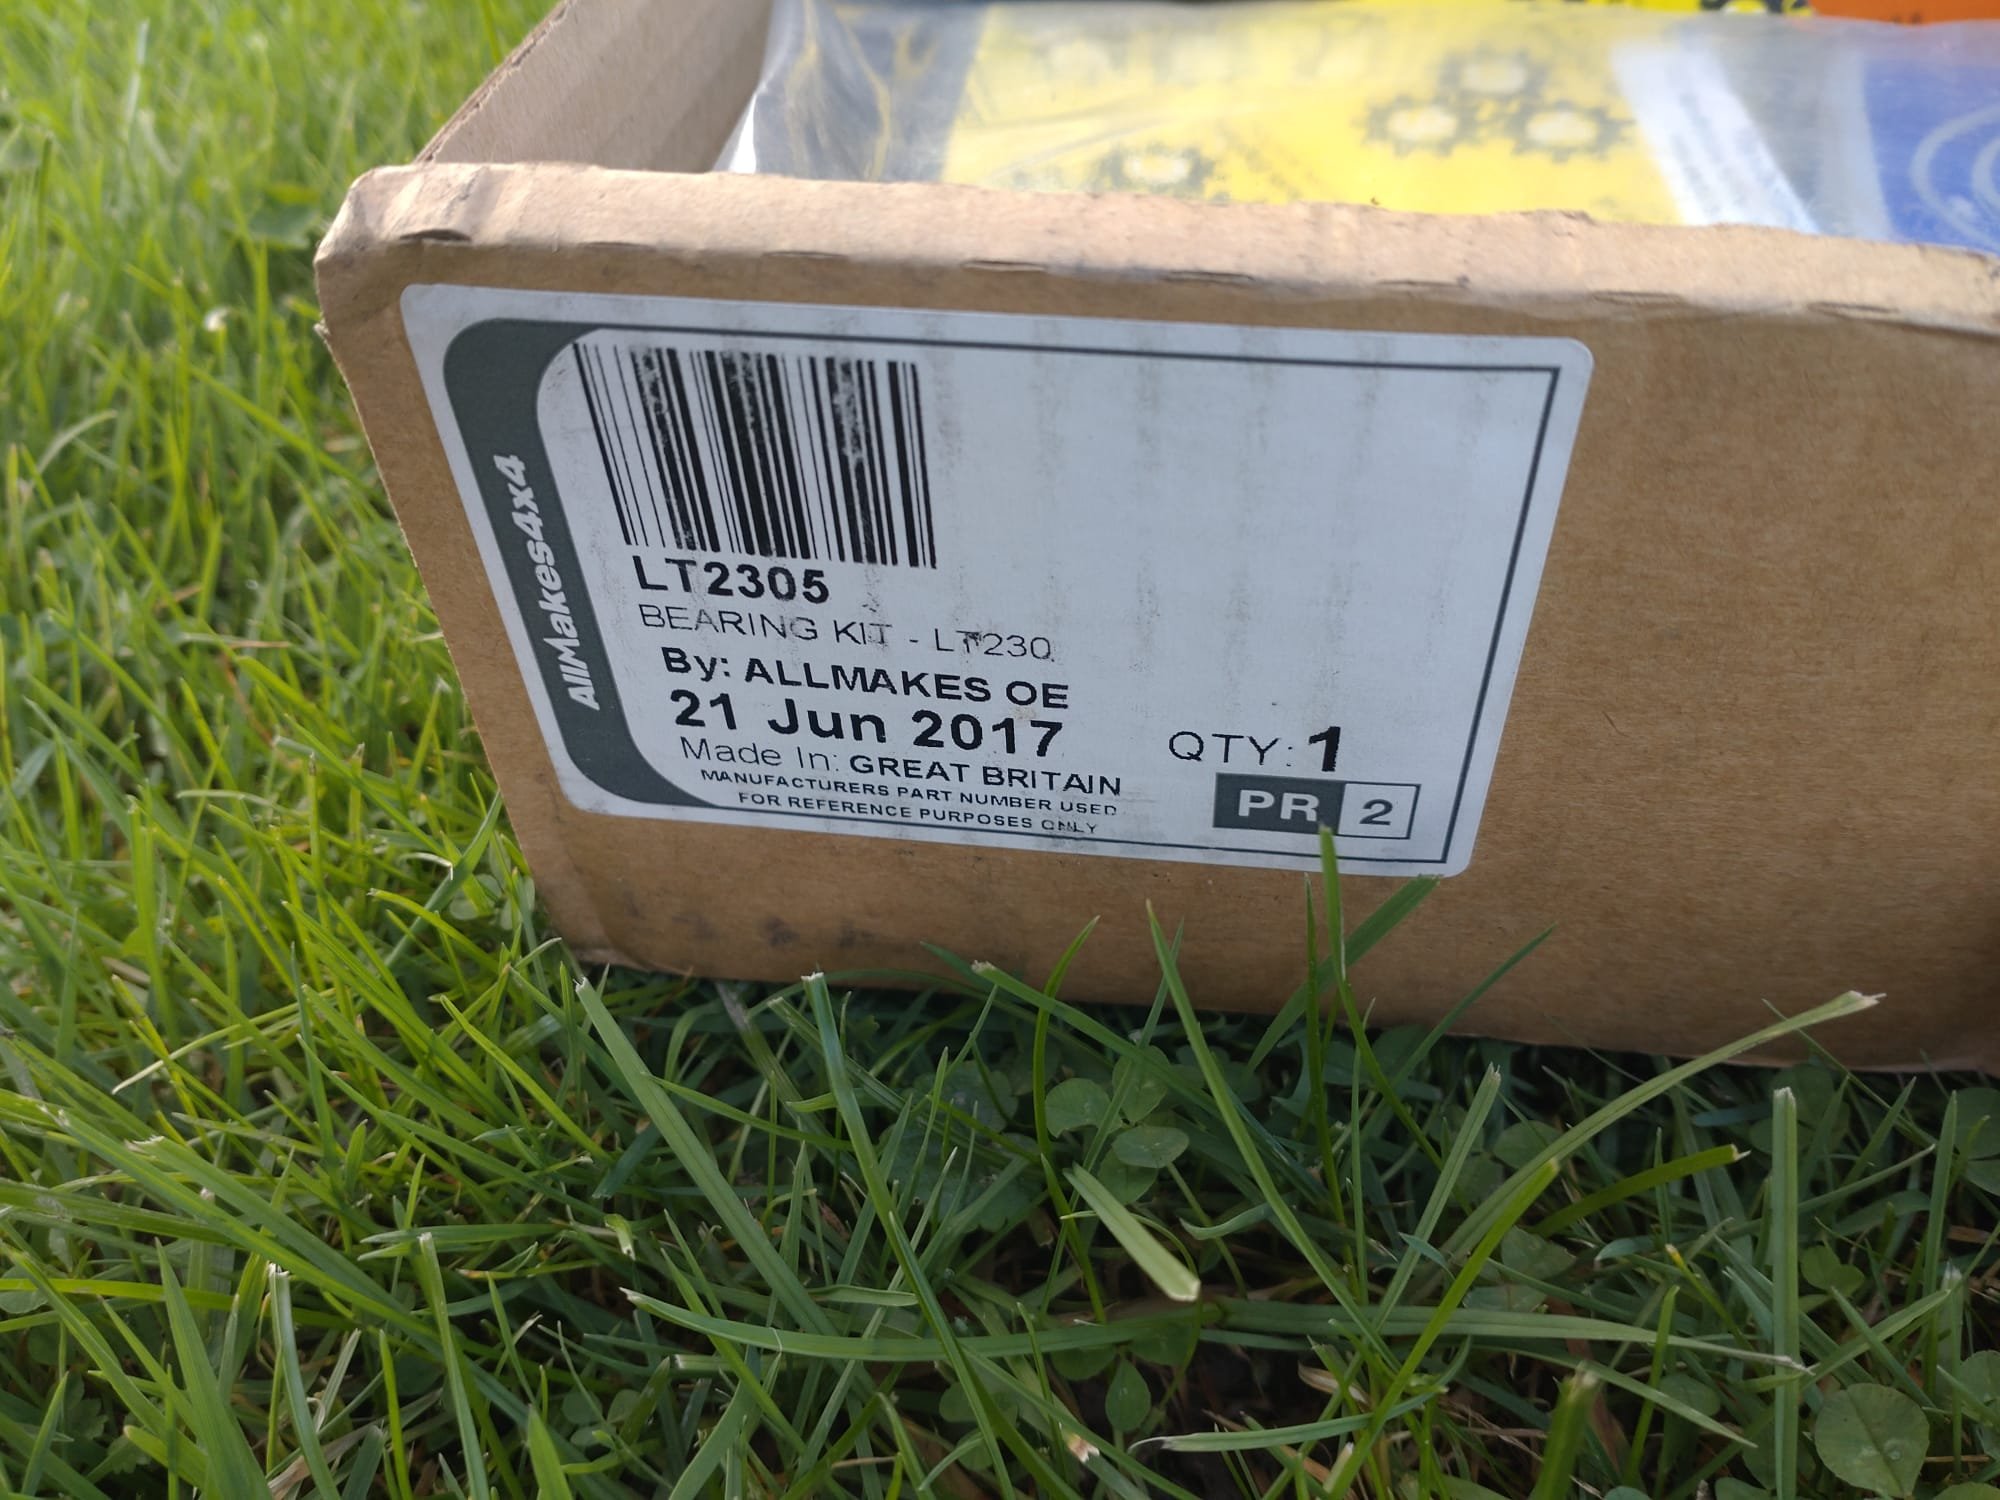 AllMakes4x4
LT2305
BEARING KIT - LT230
By: ALLMAKES OE
21 Jun 2017
Made In: GREAT BRITAIN
QTY: 1
MANUFACTURERS PART NUMBER USED
FOR REFERENCE PURPOSES ONLY
PR 2